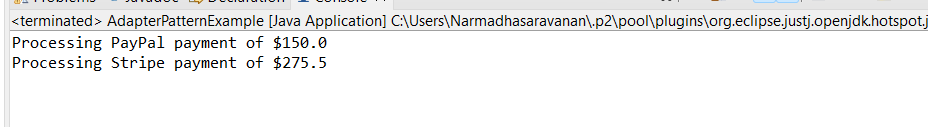 <terminated> AdapterPatternExample [Java Application] C:\Users\Narmadhasaravanan\.p2\pool\plugins\org.eclipse.justj.openjdk.hotspot.j
Processing PayPal payment of $150.0
Processing Stripe payment of $275.5